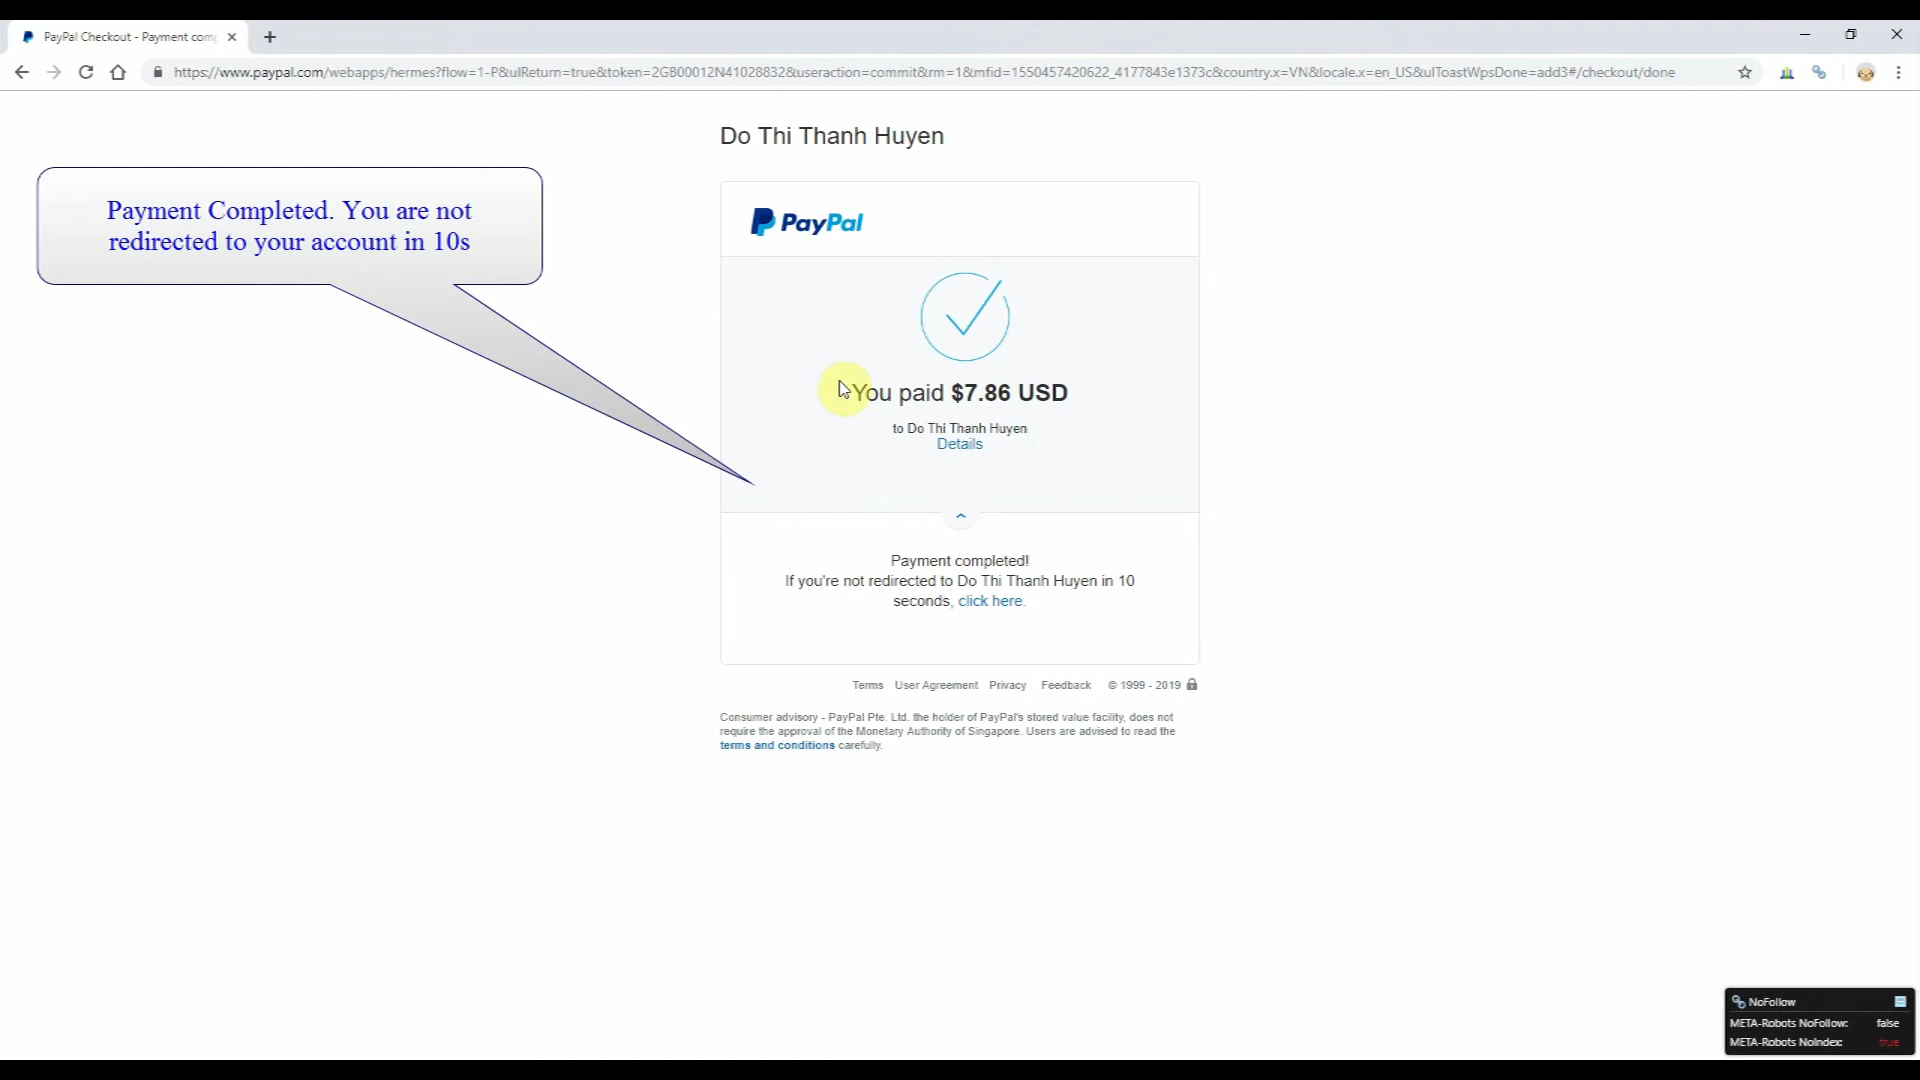 PayPal Checkout - Payment comp
https://www.paypal.com/webapps/hermes?flow=1-P&ulReturn=true&token=2GB00012N41028832&useraction=commit&rm=1&mfid=1550457420622_4177843e1373c&country.x=VN&locale.x=en_US&ulToastWpsDone=add3#/checkout/done
Do Thi Thanh Huyen
Payment Completed. You are not
redirected to your account in 10s
PayPal
You paid $7.86 USD
to Do Thi Thanh Huyen
Details
Payment completed!
If you're not redirected to Do Thi Thanh Huyen in 10
seconds, click here.
Terms User Agreement Privacy Feedback © 1999 - 2019
Consumer advisory - PayPal Pte. Ltd. the holder of PayPal's stored value facility, does not
require the approval of the Monetary Authority of Singapore. Users are advised to read the
terms and conditions carefully.
NoFollow
META-Robots NoFollow: false
META-Robots NoIndex: true